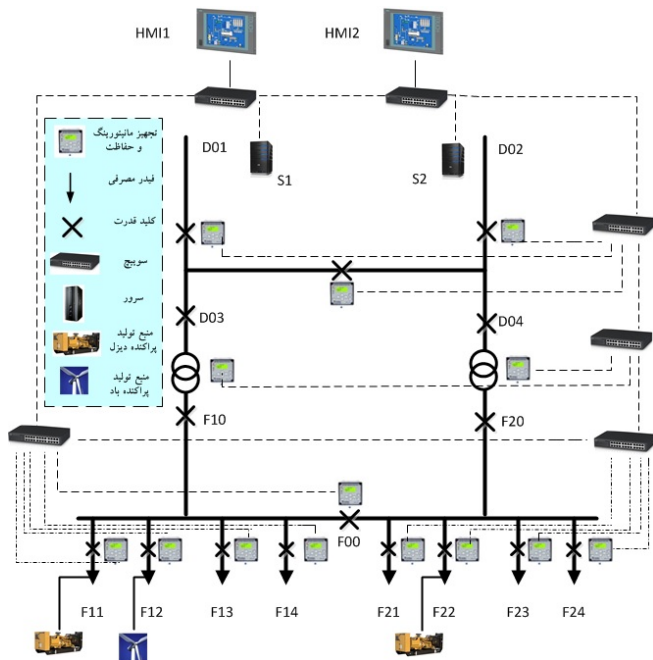 HMI1
HMI2
تجهیز مانیتورینگ
و حفاظت
فیدر مصرفی
کلید قدرت
سوییچ
سرور
منبع تولید
پراکنده دیزل
منبع تولید
پراکنده باد
D01
S1
S2
D02
D03
D04
F10
F20
F00
F11
F12
F13
F14
F21
F22
F23
F24